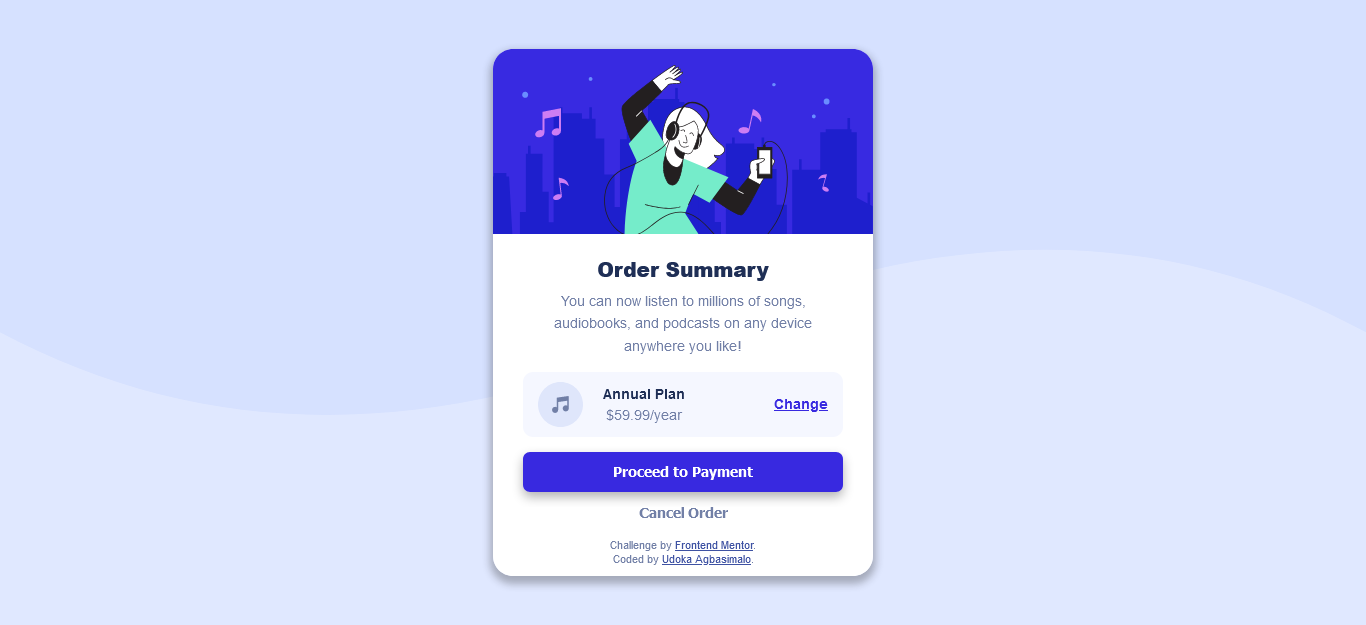 Order Summary
You can now listen to millions of songs,
audiobooks, and podcasts on any device
anywhere you like!
Annual Plan
$59.99/year
Change
Proceed to Payment
Cancel Order
Challenge by Frontend Mentor.
Coded by Udoka Agbasimalo.